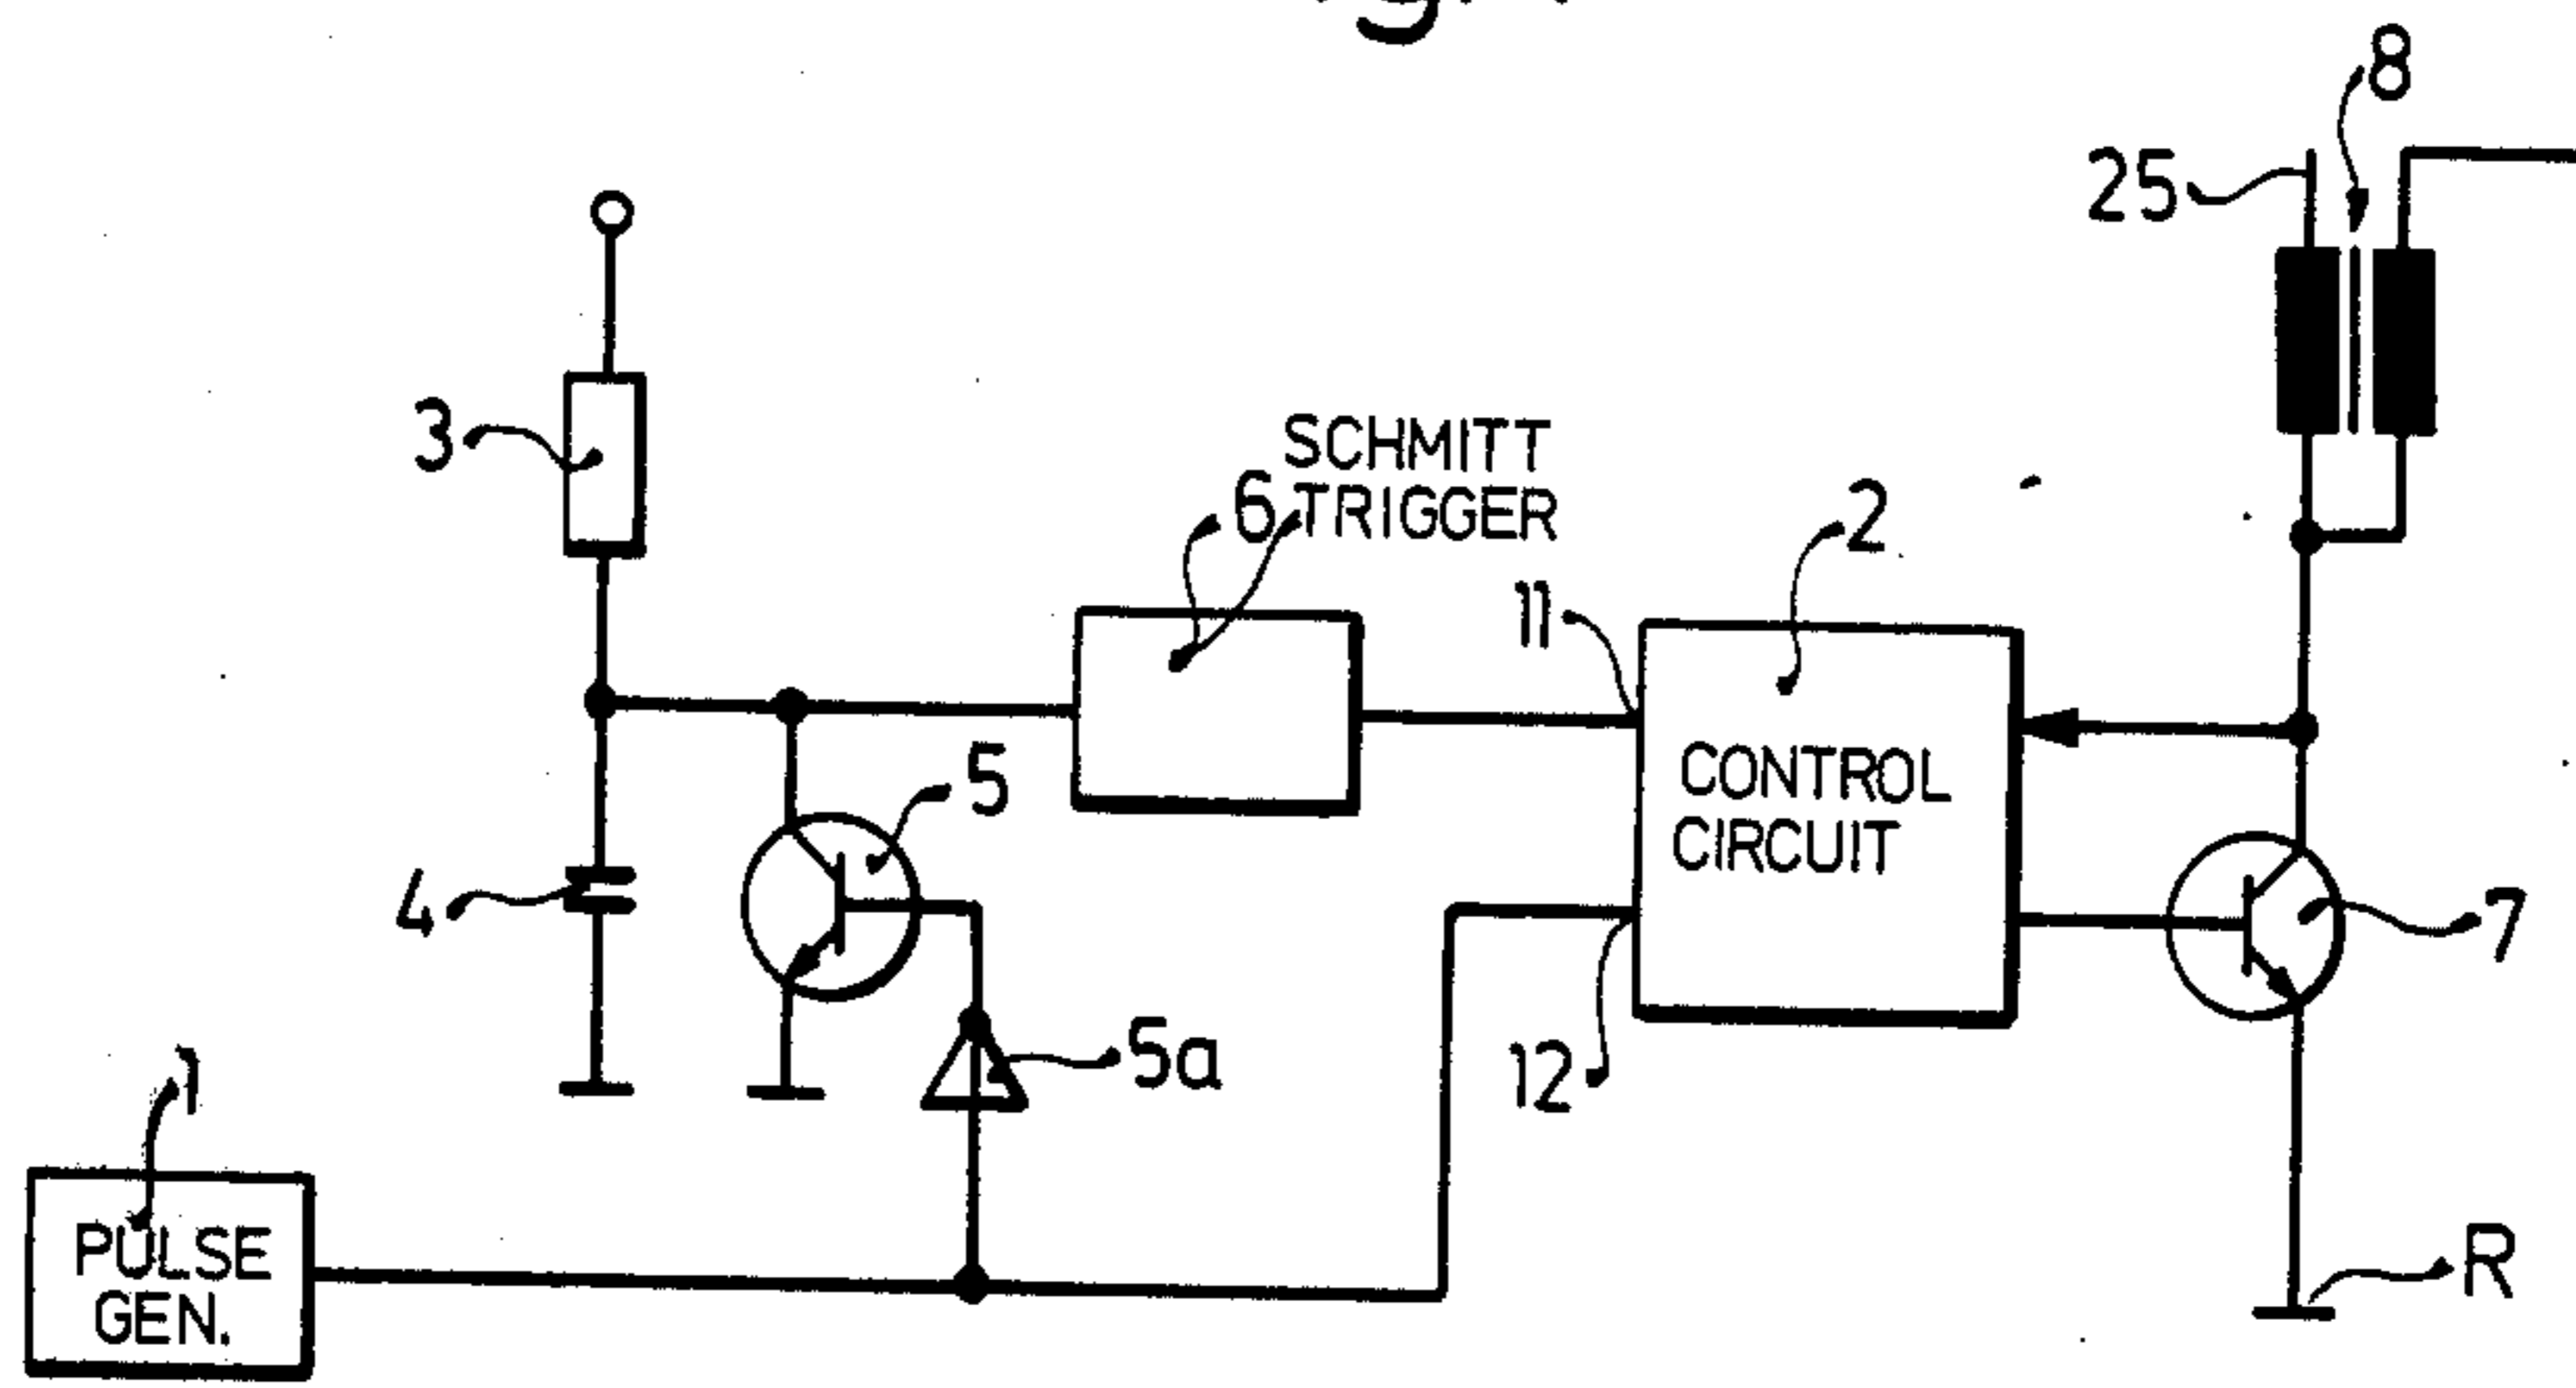 8
25
3
SCHMITT
6 TRIGGER
2
11
5
CONTROL
CIRCUIT
4
7
5a
12
1
R
PULSE
GEN.